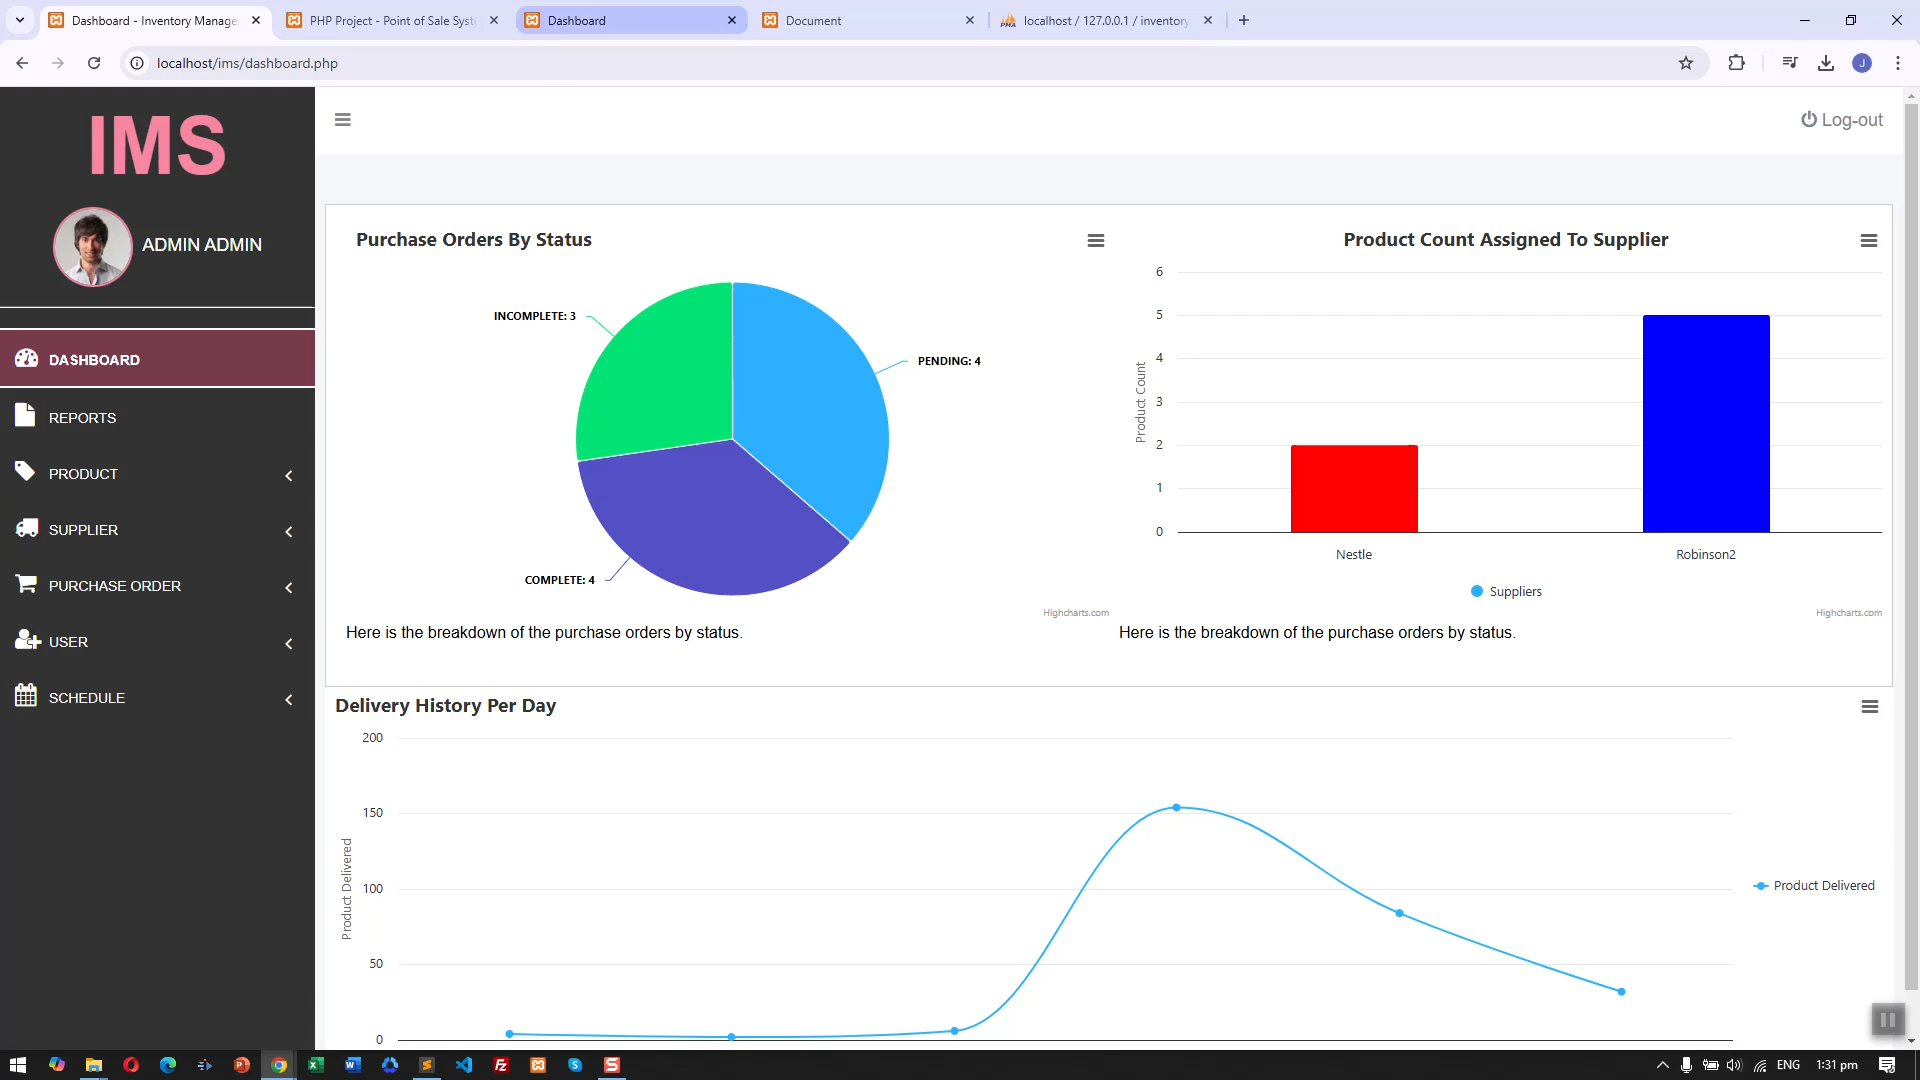 Dashboard - Inventory Manage
PHP Project - Point of Sale Syst
Dashboard
Document
localhost / 127.0.0.1 / inventory
localhost/ims/dashboard.php
J
IMS
ADMIN ADMIN
Log-out
DASHBOARD
REPORTS
PRODUCT
SUPPLIER
PURCHASE ORDER
USER
SCHEDULE
Purchase Orders By Status
INCOMPLETE: 3
PENDING: 4
COMPLETE: 4
Highcharts.com
Here is the breakdown of the purchase orders by status.
Product Count Assigned To Supplier
Product Count
6
5
4
3
2
1
0
Nestle
Robinson2
Suppliers
Highcharts.com
Here is the breakdown of the purchase orders by status.
Delivery History Per Day
Product Delivered
200
150
100
50
0
Product Delivered
ENG
1:31 pm